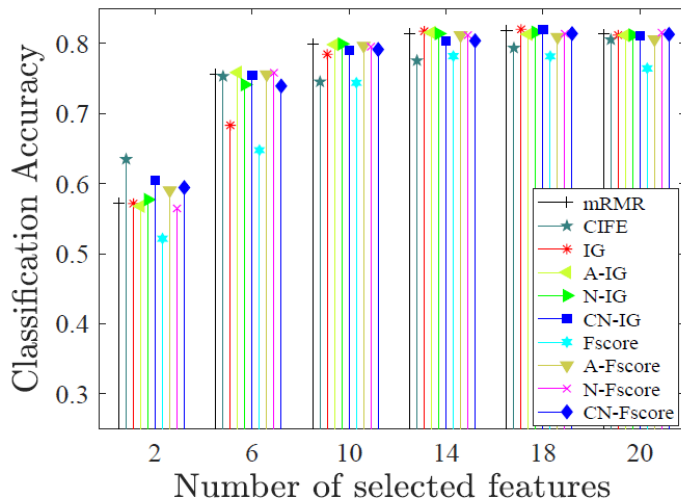 Classification Accuracy
0.8
0.7
0.6
0.5
0.4
0.3
mRMR
CIFE
IG
A-IG
N-IG
CN-IG
Fscore
A-Fscore
N-Fscore
CN-Fscore
2 6 10 14 18 20
Number of selected features